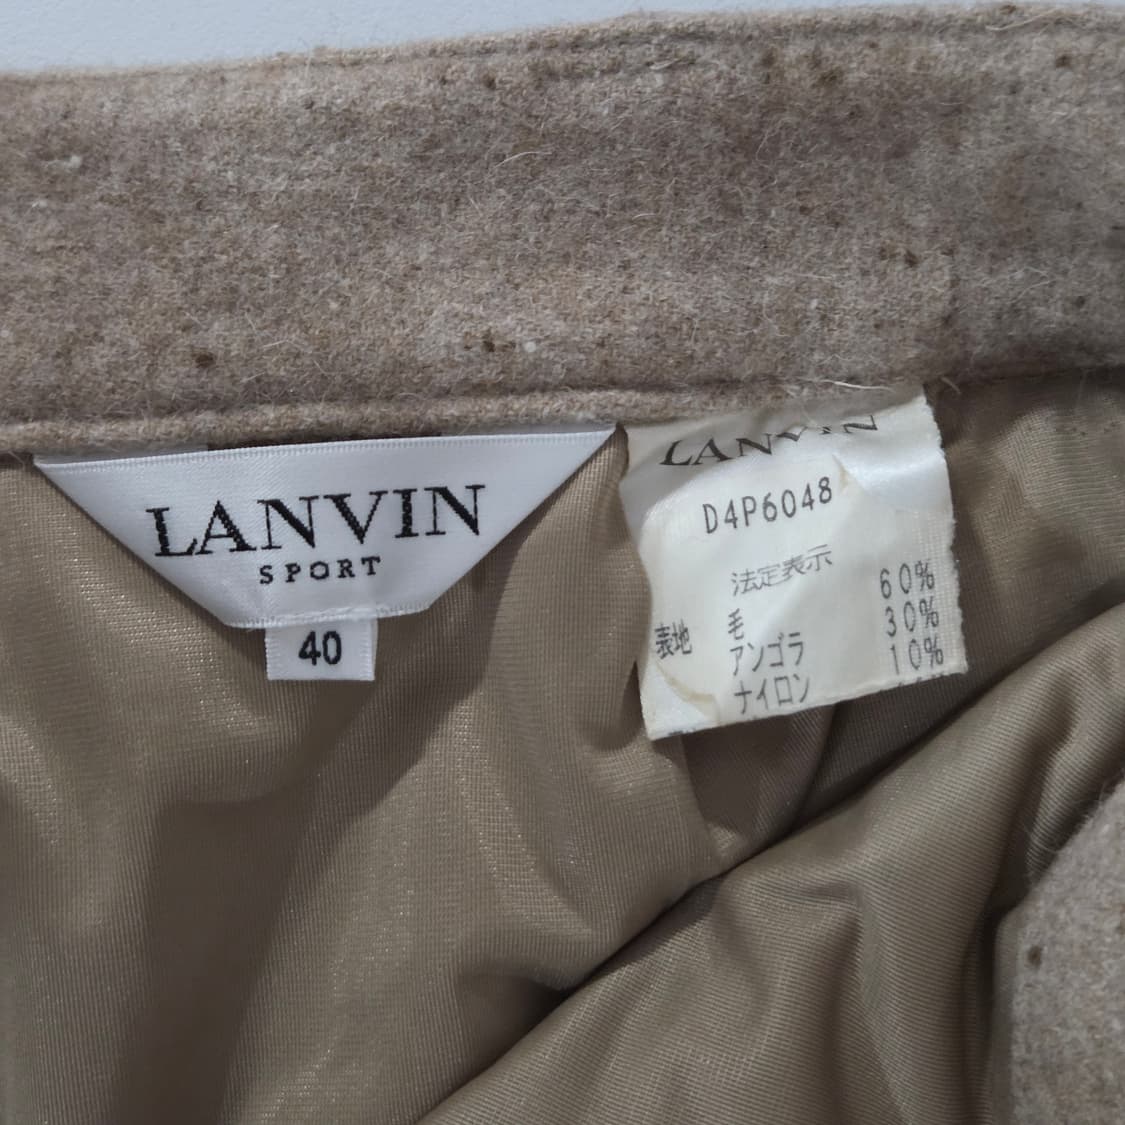 LANVIN
SPORT
40
LANVIN
D4P6048
法定表示
表地 毛 60%
アンゴラ 30%
ナイロン 10%